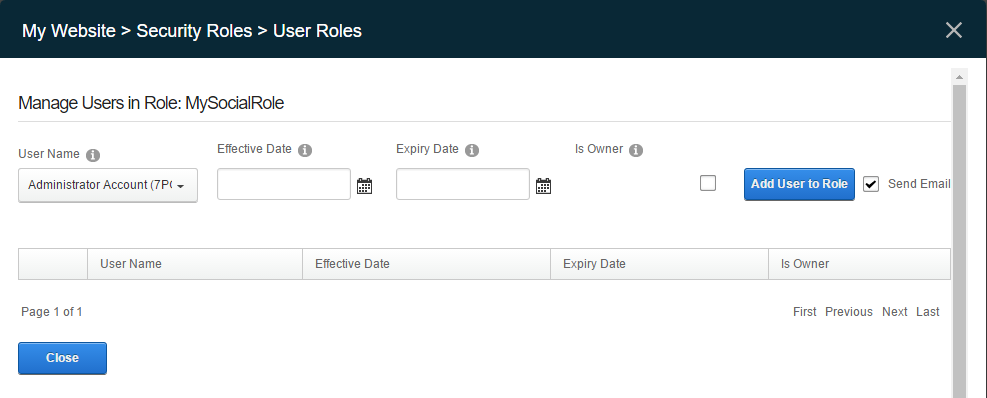 My Website > Security Roles > User Roles
Manage Users in Role: MySocialRole
User Name Effective Date Expiry Date Is Owner
Administrator Account (7P Add User to Role Send Email
User Name Effective Date Expiry Date Is Owner
Page 1 of 1 First Previous Next Last
Close